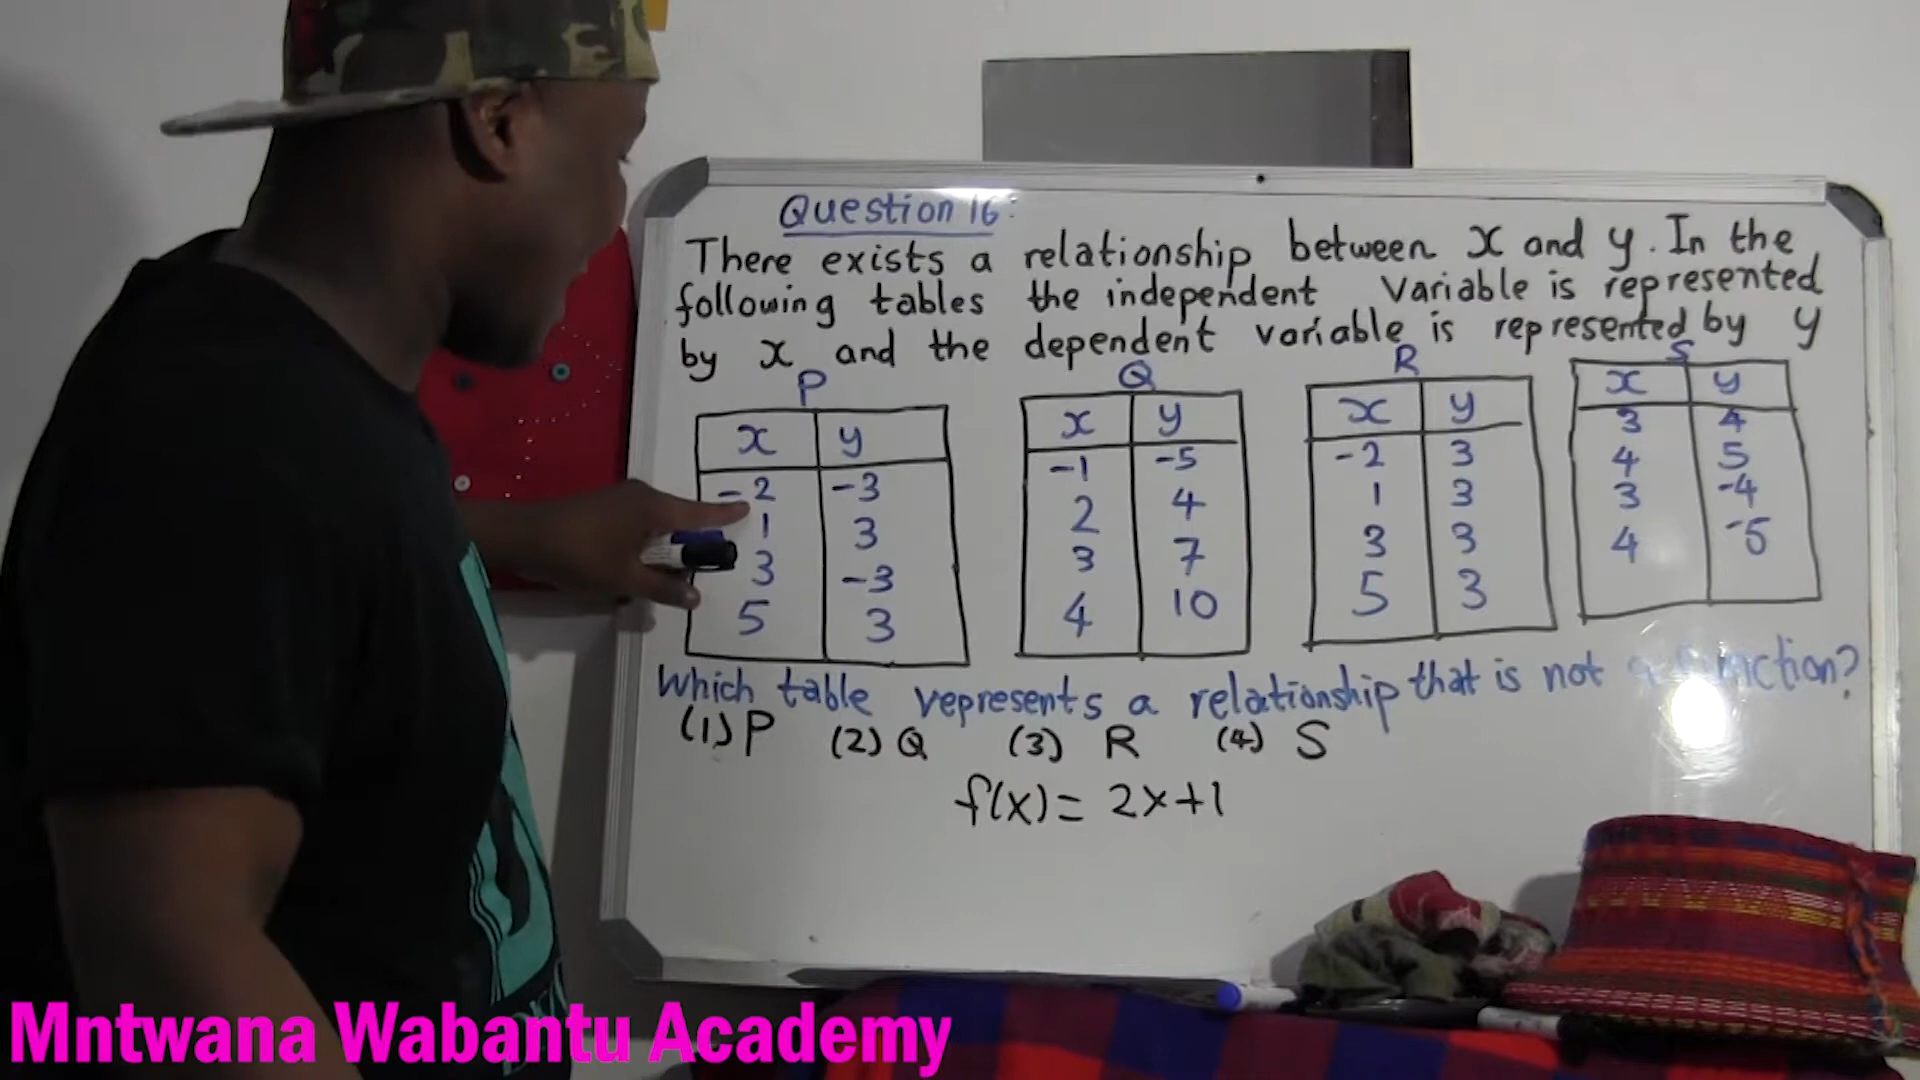 Question 16:
There exists a relationship between x and y. In the
following tables the independent variable is represented
by x and the dependent variable is represented by y
P Q R S
x y x y x y x y
-2 -3 -1 -5 -2 3 3 4
1 3 2 4 1 3 4 5
3 -3 3 7 3 3 3 -4
5 3 4 10 5 3 4 -5
Which table represents a relationship that is not a function?
(1) P (2) Q (3) R (4) S
f(x) = 2x+1
Mntwana Wabantu Academy